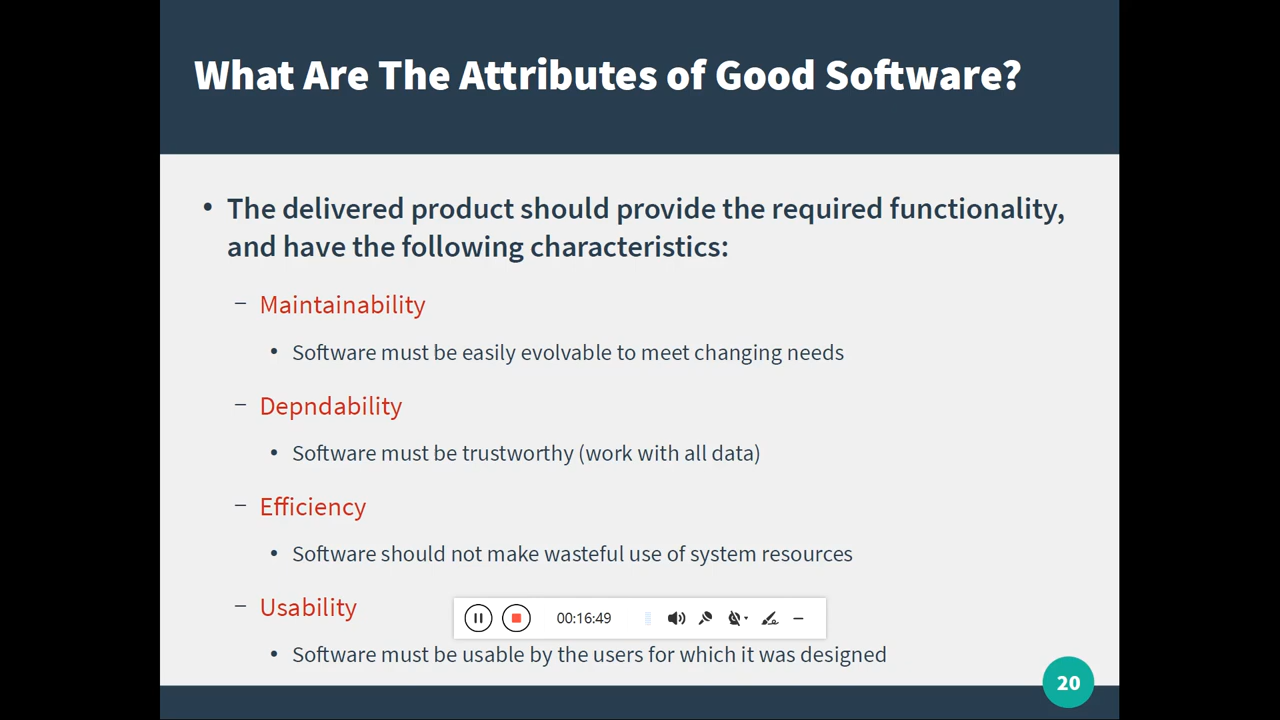 What Are The Attributes of Good Software?
• The delivered product should provide the required functionality,
and have the following characteristics:
– Maintainability
• Software must be easily evolvable to meet changing needs
– Depndability
• Software must be trustworthy (work with all data)
– Efficiency
• Software should not make wasteful use of system resources
– Usability
00:16:49
• Software must be usable by the users for which it was designed
20